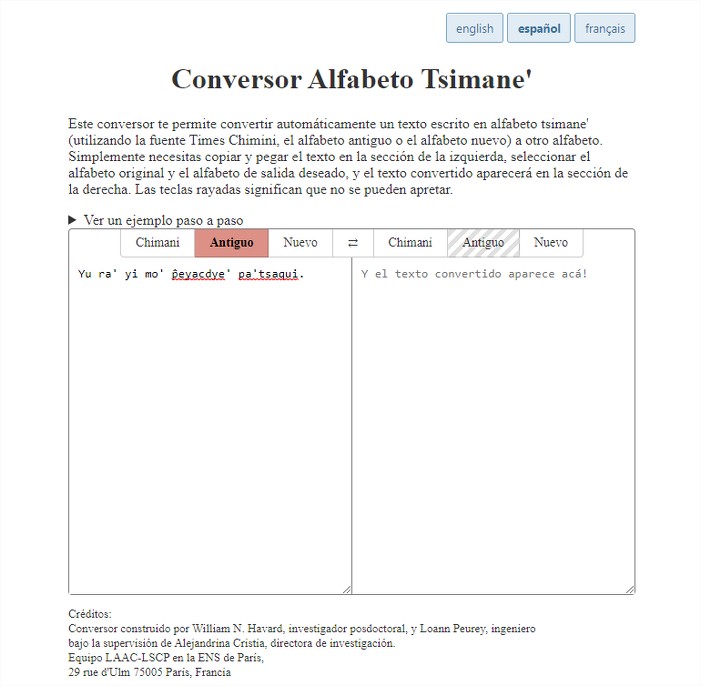 english español français
Conversor Alfabeto Tsimane'
Este conversor te permite convertir automáticamente un texto escrito en alfabeto tsimane'
(utilizando la fuente Times Chimini, el alfabeto antiguo o el alfabeto nuevo) a otro alfabeto.
Simplemente necesitas copiar y pegar el texto en la sección de la izquierda, seleccionar el
alfabeto original y el alfabeto de salida deseado, y el texto convertido aparecerá en la sección de
la derecha. Las teclas rayadas significan que no se pueden apretar.
▶ Ver un ejemplo paso a paso
Chimani Antiguo Nuevo ⇄ Chimani Antiguo Nuevo
Yu ra' yi mo' p̂eyacdye' pa'tsaqui.
Y el texto convertido aparece acá!
Créditos:
Conversor construido por William N. Havard, investigador posdoctoral, y Loann Peurey, ingeniero
bajo la supervisión de Alejandrina Cristia, directora de investigación.
Equipo LAAC-LSCP en la ENS de París,
29 rue d'Ulm 75005 París, Francia